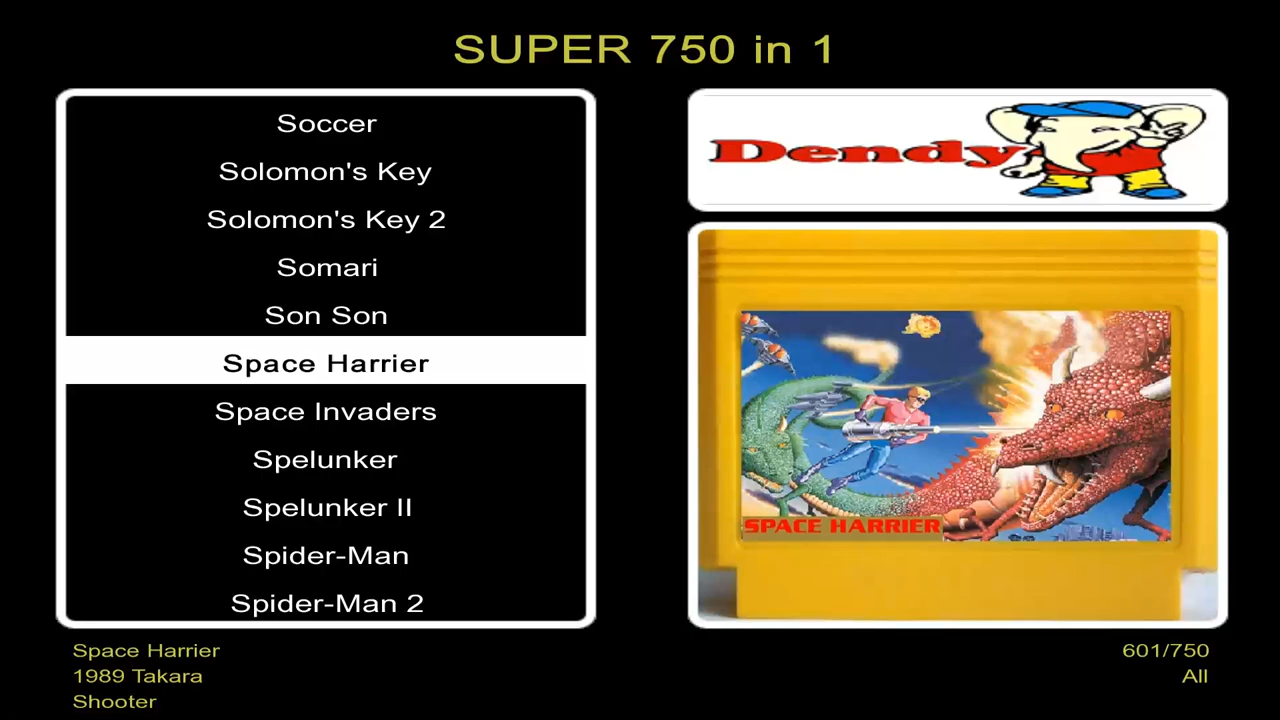 SUPER 750 in 1
Soccer
Solomon's Key
Solomon's Key 2
Somari
Son Son
Space Harrier
Space Invaders
Spelunker
Spelunker II
Spider-Man
Spider-Man 2
Dendy
SPACE HARRIER
Space Harrier
1989 Takara
Shooter
601/750
All